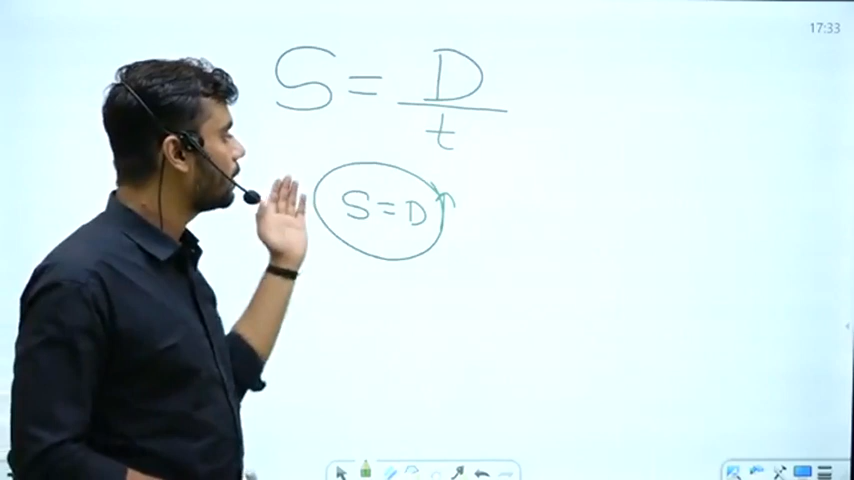 17:33
S = D
t
S = D